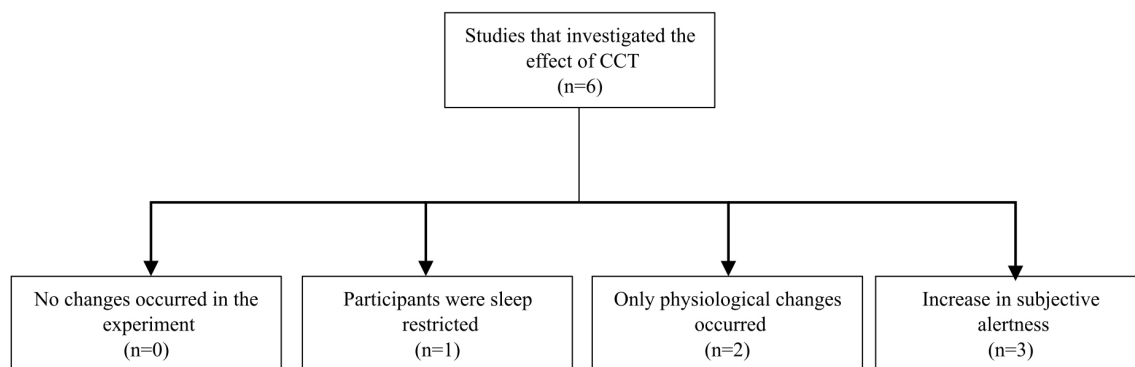 Studies that investigated the
effect of CCT
(n=6)
No changes occurred in the
experiment
(n=0)
Participants were sleep
restricted
(n=1)
Only physiological changes
occurred
(n=2)
Increase in subjective
alertness
(n=3)